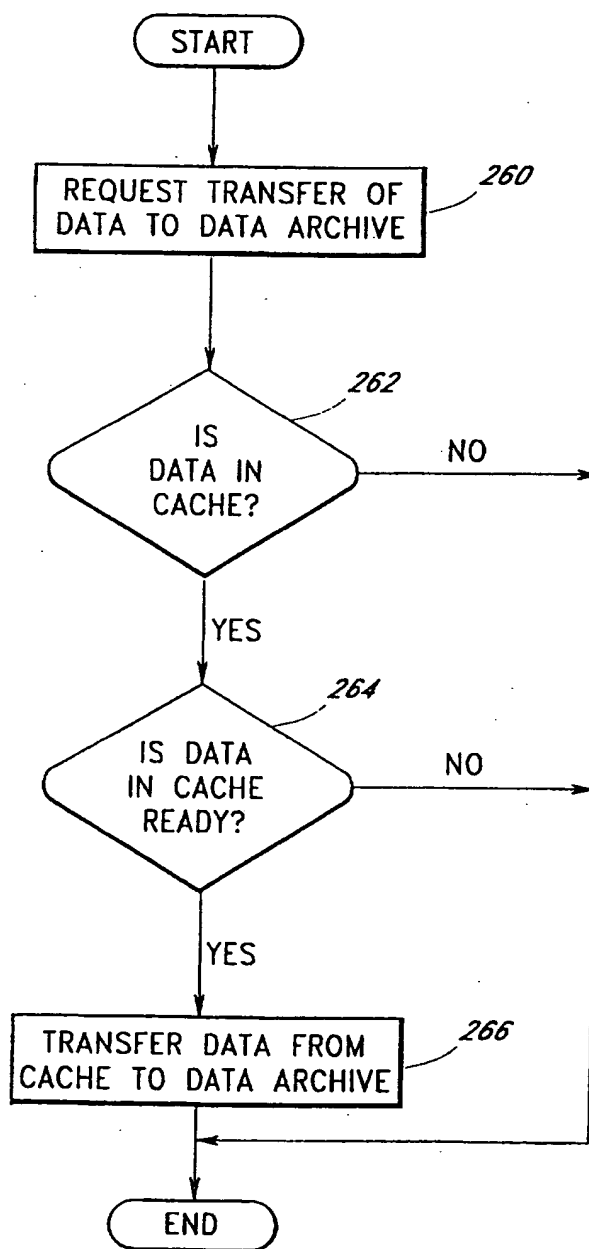 START
REQUEST TRANSFER OF
DATA TO DATA ARCHIVE
260
262
IS
DATA IN
CACHE?
NO
YES
264
IS DATA
IN CACHE
READY?
NO
YES
TRANSFER DATA FROM
CACHE TO DATA ARCHIVE
266
END